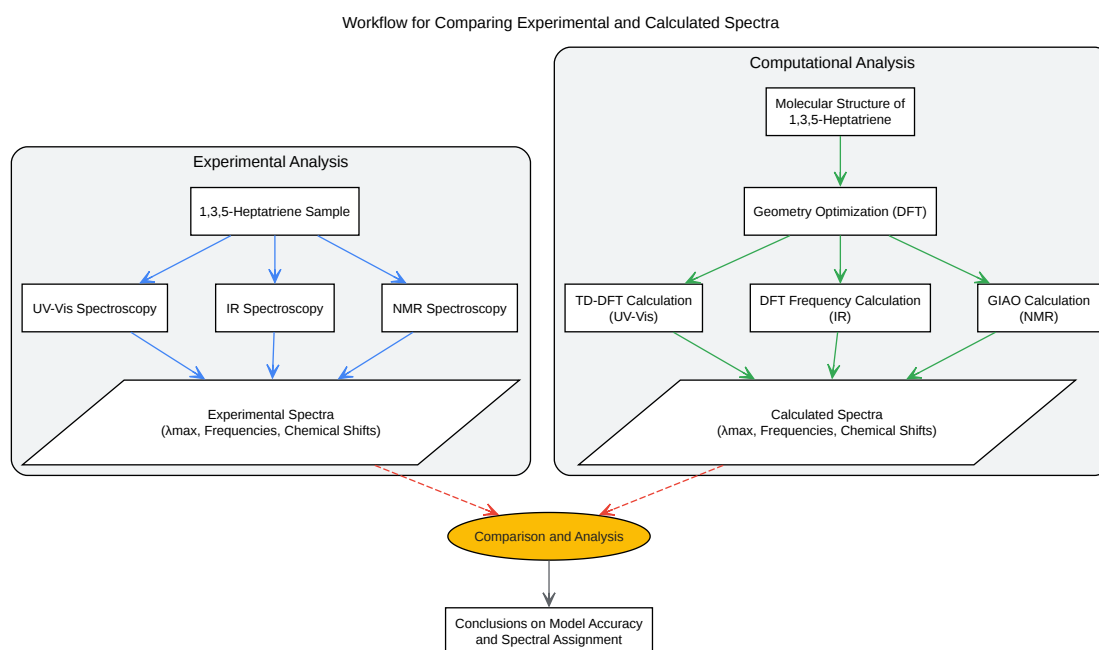 Workflow for Comparing Experimental and Calculated Spectra
Experimental Analysis
1,3,5-Heptatriene Sample
UV-Vis Spectroscopy
IR Spectroscopy
NMR Spectroscopy
Experimental Spectra
(λmax, Frequencies, Chemical Shifts)
Computational Analysis
Molecular Structure of
1,3,5-Heptatriene
Geometry Optimization (DFT)
TD-DFT Calculation
(UV-Vis)
DFT Frequency Calculation
(IR)
GIAO Calculation
(NMR)
Calculated Spectra
(λmax, Frequencies, Chemical Shifts)
Comparison and Analysis
Conclusions on Model Accuracy
and Spectral Assignment